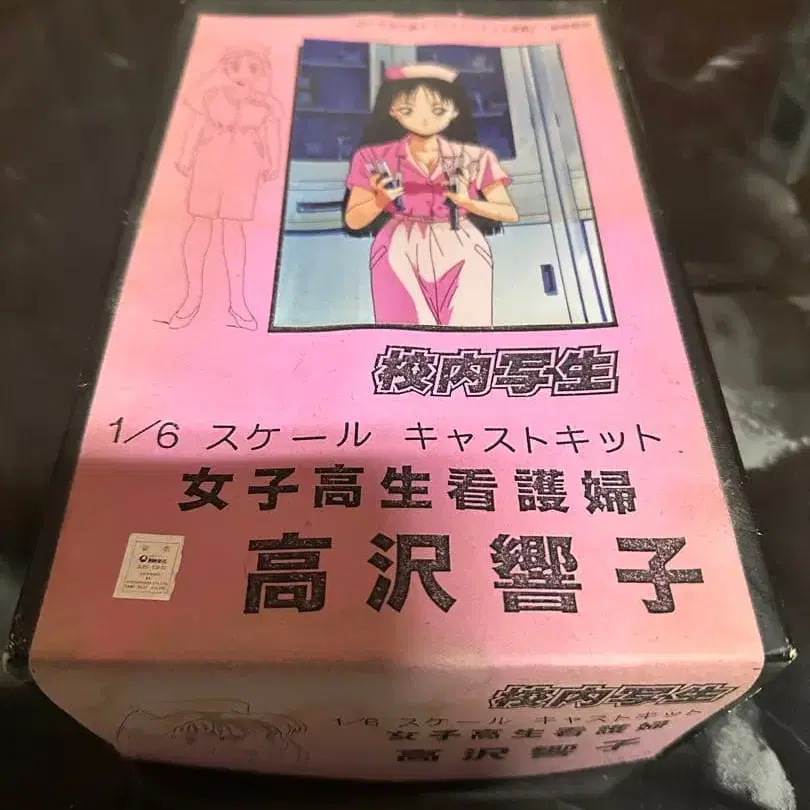 校内写生
1/6 スケール キャストキット
女子高生看護婦
高沢響子
校内写生
1/6 スケール キャストキット
女子高生看護婦
高沢響子